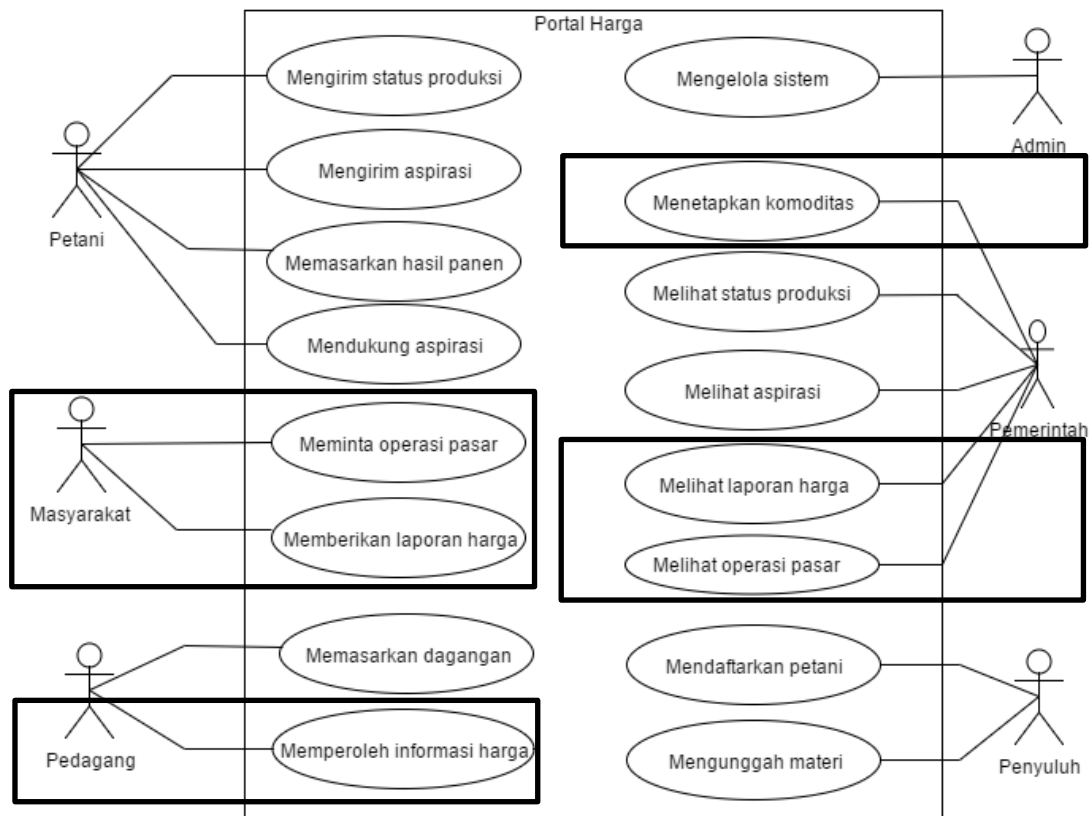 Portal Harga
Mengirim status produksi
Mengirim aspirasi
Memasarkan hasil panen
Mendukung aspirasi
Petani
Meminta operasi pasar
Memberikan laporan harga
Masyarakat
Memasarkan dagangan
Memperoleh informasi harga
Pedagang
Mengelola sistem
Admin
Menetapkan komoditas
Melihat status produksi
Melihat aspirasi
Pemerintah
Melihat laporan harga
Melihat operasi pasar
Mendaftarkan petani
Mengunggah materi
Penyuluh